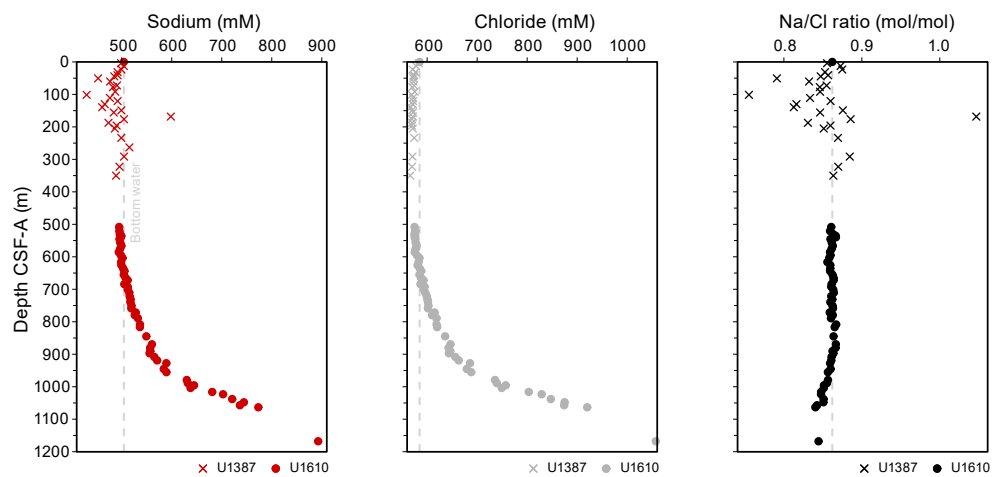 Sodium (mM)
500 600 700 800 900
Chloride (mM)
600 700 800 900 1000
Na/Cl ratio (mol/mol)
0.8 0.9 1.0
Depth CSF-A (m)
0
100
200
300
400
500
600
700
800
900
1000
1100
1200
Bottom water
U1387 U1610
U1387 U1610
U1387 U1610